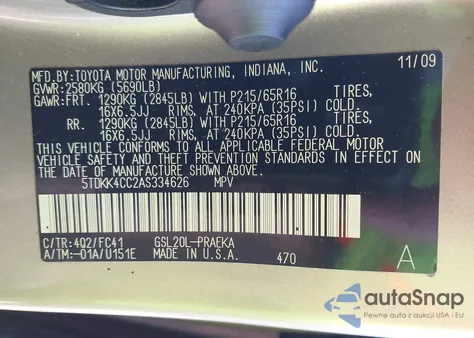 MFD.BY:TOYOTA MOTOR MANUFACTURING, INDIANA, INC. 11/09
GVWR:2580KG (5690LB)
GAWR:FRT. 1290KG (2845LB) WITH P215/65R16 TIRES,
16X6.5JJ RIMS, AT 240KPA (35PSI) COLD.
RR. 1290KG (2845LB) WITH P215/65R16 TIRES,
16X6.5JJ RIMS, AT 240KPA (35PSI) COLD.
THIS VEHICLE CONFORMS TO ALL APPLICABLE FEDERAL MOTOR
VEHICLE SAFETY STANDARDS IN EFFECT ON
THE DATE OF MANUFACTURE SHOWN ABOVE.
5TDKK4CC2AS334626 MPV
C/TR:4Q2/FC41 GSL20L-PRAEKA
A/TM:-01A/U151E MADE IN U.S.A. 470 A
autoSnap
Pewne auta z aukcji USA i EU